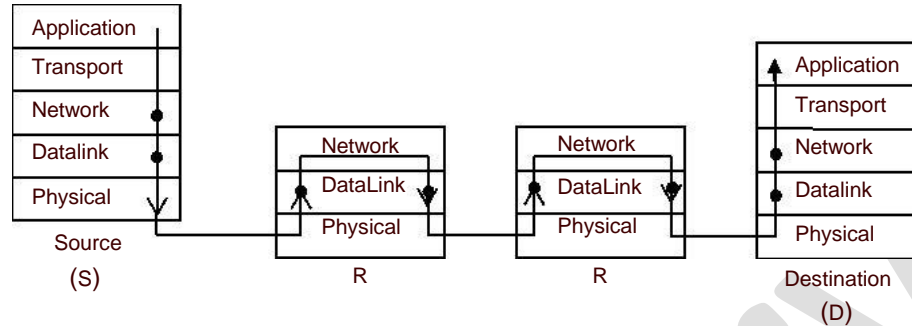 Application
Transport
Network
Datalink
Physical
Source
(S)
Network
DataLink
Physical
R
Network
DataLink
Physical
R
Application
Transport
Network
Datalink
Physical
Destination
(D)